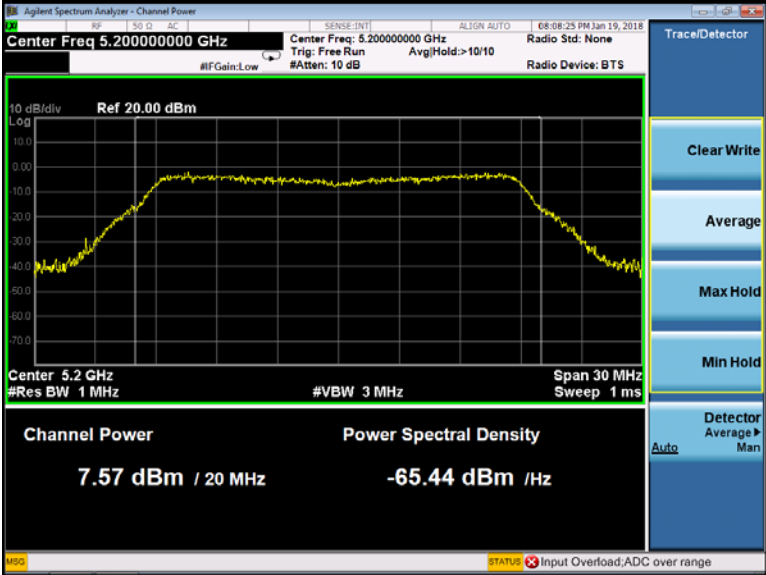 Agilent Spectrum Analyzer - Channel Power
RF 50 Ω AC SENSE:INT ALIGN AUTO 08:08:25 PM Jan 19, 2018
Center Freq 5.200000000 GHz
Center Freq: 5.200000000 GHz
Radio Std: None
Trig: Free Run Avg|Hold:>10/10
#IFGain:Low
#Atten: 10 dB
Radio Device: BTS
Trace/Detector
10 dB/div Ref 20.00 dBm
Log
10.0
0.00
-10.0
-20.0
-30.0
-40.0
-50.0
-60.0
-70.0
Center 5.2 GHz Span 30 MHz
#Res BW 1 MHz #VBW 3 MHz Sweep 1 ms
Channel Power Power Spectral Density
7.57 dBm / 20 MHz -65.44 dBm /Hz
Clear Write
Average
Max Hold
Min Hold
Detector
Average▶
Auto Man
MSG STATUS Input Overload;ADC over range